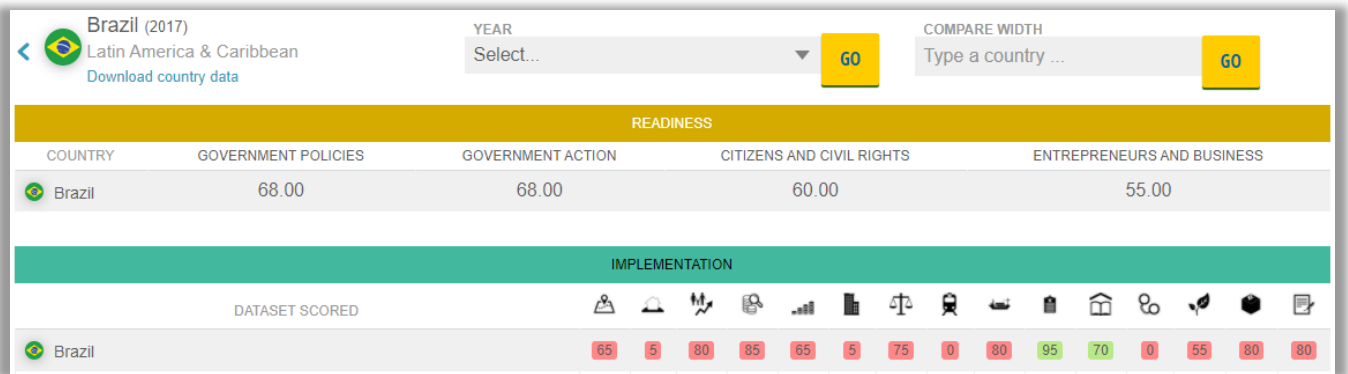 Brazil (2017)
Latin America & Caribbean
Download country data
YEAR
Select...
GO
COMPARE WIDTH
Type a country ...
GO
READINESS
COUNTRY GOVERNMENT POLICIES GOVERNMENT ACTION CITIZENS AND CIVIL RIGHTS ENTREPRENEURS AND BUSINESS
Brazil 68.00 68.00 60.00 55.00
IMPLEMENTATION
DATASET SCORED
Brazil 65 5 80 85 65 5 75 0 80 95 70 0 55 80 80